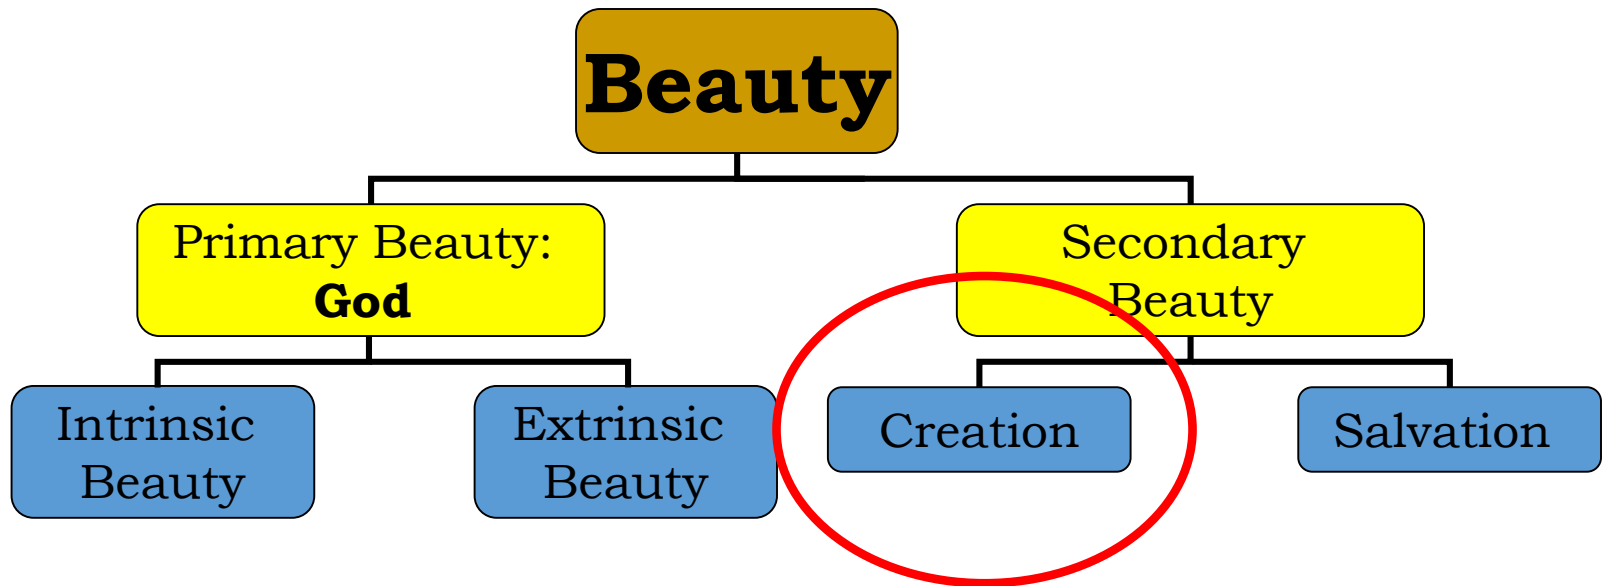 Beauty
Primary Beauty:
God
Secondary
Beauty
Intrinsic
Beauty
Extrinsic
Beauty
Creation
Salvation